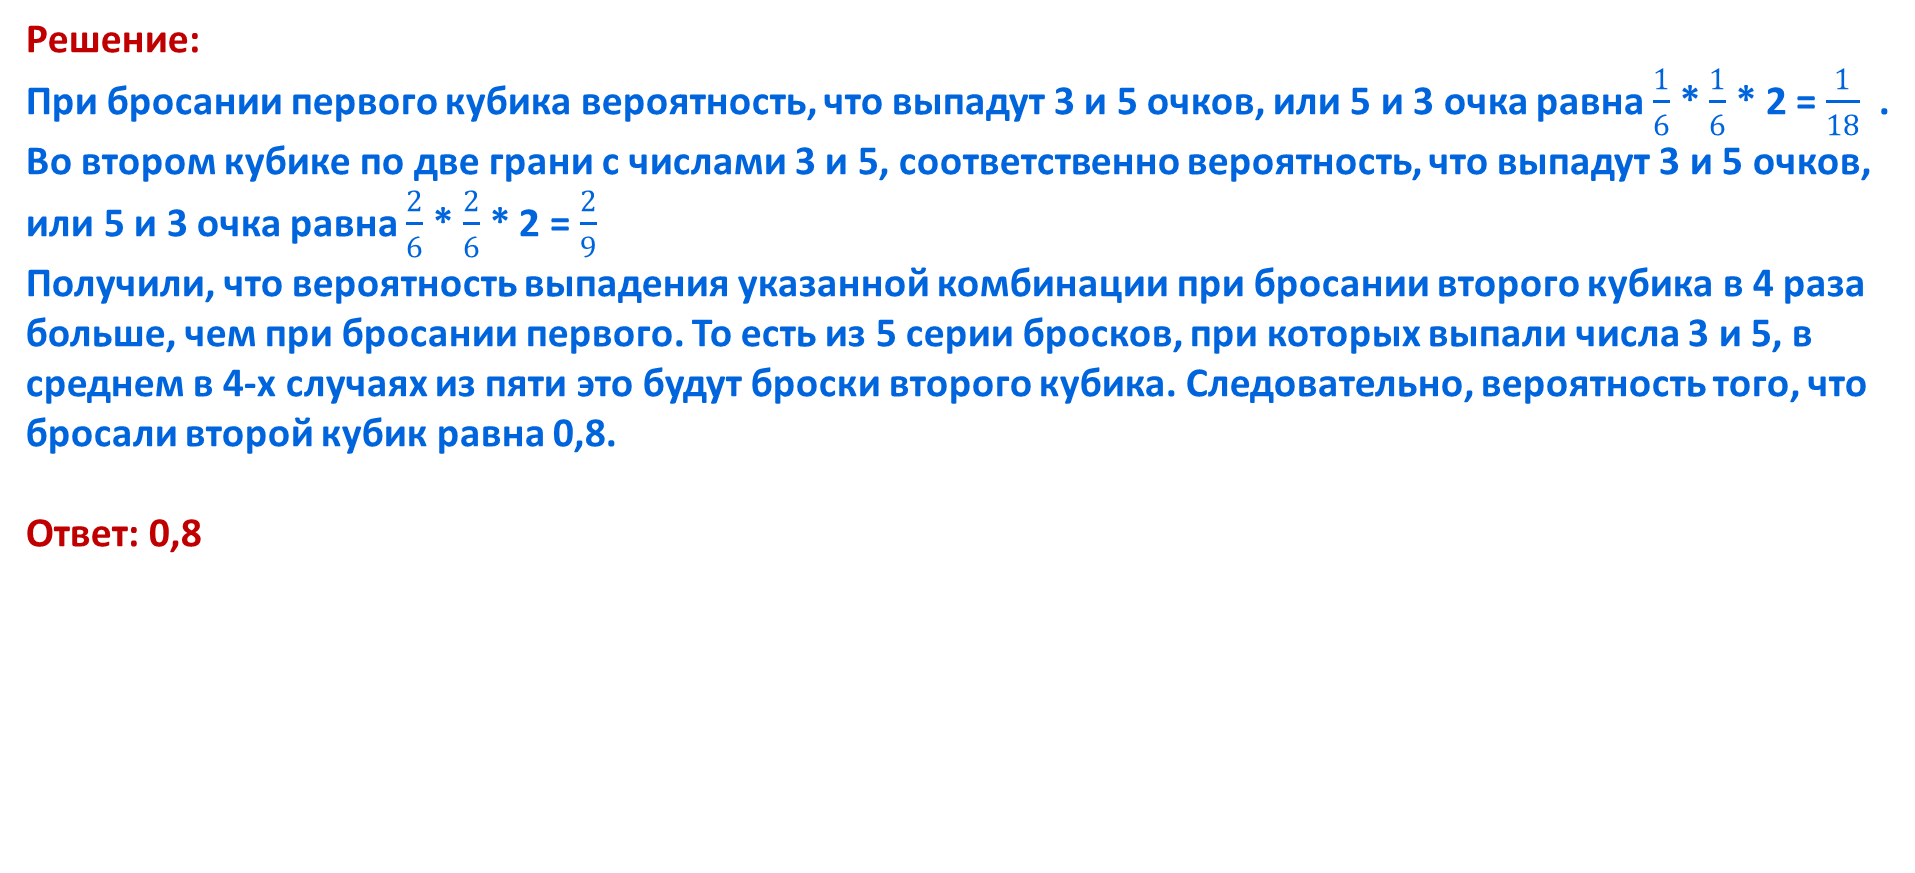 Решение:
При бросании первого кубика вероятность, что выпадут 3 и 5 очков, или 5 и 3 очка равна 1/6 * 1/6 * 2 = 1/18 .
Во втором кубике по две грани с числами 3 и 5, соответственно вероятность, что выпадут 3 и 5 очков,
или 5 и 3 очка равна 2/6 * 2/6 * 2 = 2/9
Получили, что вероятность выпадения указанной комбинации при бросании второго кубика в 4 раза
больше, чем при бросании первого. То есть из 5 серии бросков, при которых выпали числа 3 и 5, в
среднем в 4-х случаях из пяти это будут броски второго кубика. Следовательно, вероятность того, что
бросали второй кубик равна 0,8.
Ответ: 0,8